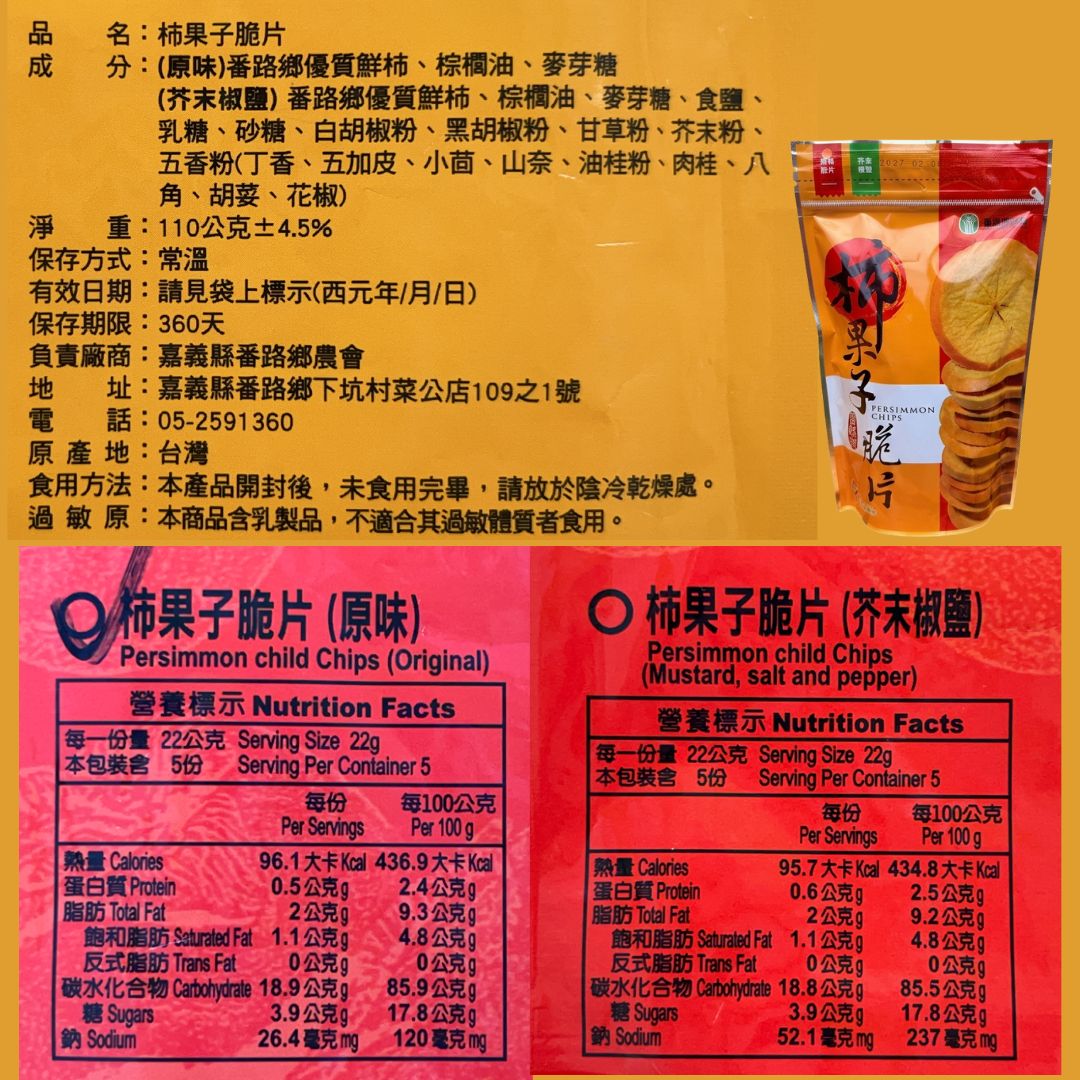 品 名：柿果子脆片
成 分：(原味)番路鄉優質鮮柿、棕櫚油、麥芽糖
(芥末椒鹽) 番路鄉優質鮮柿、棕櫚油、麥芽糖、食鹽、
乳糖、砂糖、白胡椒粉、黑胡椒粉、甘草粉、芥末粉、
五香粉(丁香、五加皮、小茴、山奈、油桂粉、肉桂、八
角、胡荽、花椒)
淨 重：110公克±4.5%
保存方式：常溫
有效日期：請見袋上標示(西元年/月/日)
保存期限：360天
負責廠商：嘉義縣番路鄉農會
地 址：嘉義縣番路鄉下坑村菜公店109之1號
電 話：05-2591360
原 產 地：台灣
食用方法：本產品開封後，未食用完畢，請放於陰冷乾燥處。
過 敏 原：本商品含乳製品，不適合其過敏體質者食用。
芥末
椒鹽
2027 02
柿果子脆片
PERSIMMON
CHIPS
柿果子脆片 (原味)
Persimmon child Chips (Original)
營養標示 Nutrition Facts
每一份量 22公克 Serving Size 22g
本包裝含 5份 Serving Per Container 5
每份 每100公克
Per Servings Per 100 g
熱量 Calories 96.1 大卡 Kcal 436.9 大卡 Kcal
蛋白質 Protein 0.5 公克 g 2.4 公克 g
脂肪 Total Fat 2 公克 g 9.3 公克 g
飽和脂肪 Saturated Fat 1.1 公克 g 4.8 公克 g
反式脂肪 Trans Fat 0 公克 g 0 公克 g
碳水化合物 Carbohydrate 18.9 公克 g 85.9 公克 g
糖 Sugars 3.9 公克 g 17.8 公克 g
鈉 Sodium 26.4 毫克 mg 120 毫克 mg
柿果子脆片 (芥末椒鹽)
Persimmon child Chips
(Mustard, salt and pepper)
營養標示 Nutrition Facts
每一份量 22公克 Serving Size 22g
本包裝含 5份 Serving Per Container 5
每份 每100公克
Per Servings Per 100 g
熱量 Calories 95.7 大卡 Kcal 434.8 大卡 Kcal
蛋白質 Protein 0.6 公克 g 2.5 公克 g
脂肪 Total Fat 2 公克 g 9.2 公克 g
飽和脂肪 Saturated Fat 1.1 公克 g 4.8 公克 g
反式脂肪 Trans Fat 0 公克 g 0 公克 g
碳水化合物 Carbohydrate 18.8 公克 g 85.5 公克 g
糖 Sugars 3.9 公克 g 17.8 公克 g
鈉 Sodium 52.1 毫克 mg 237 毫克 mg